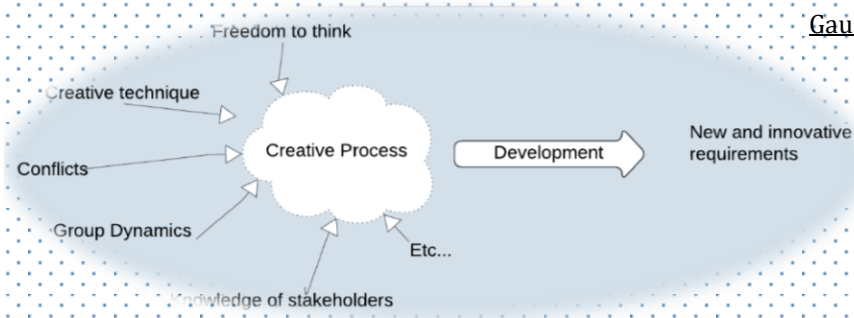 Gau
Freedom to think
Creative technique
Creative Process
Development
New and innovative
requirements
Conflicts
Group Dynamics
Etc...
Knowledge of stakeholders